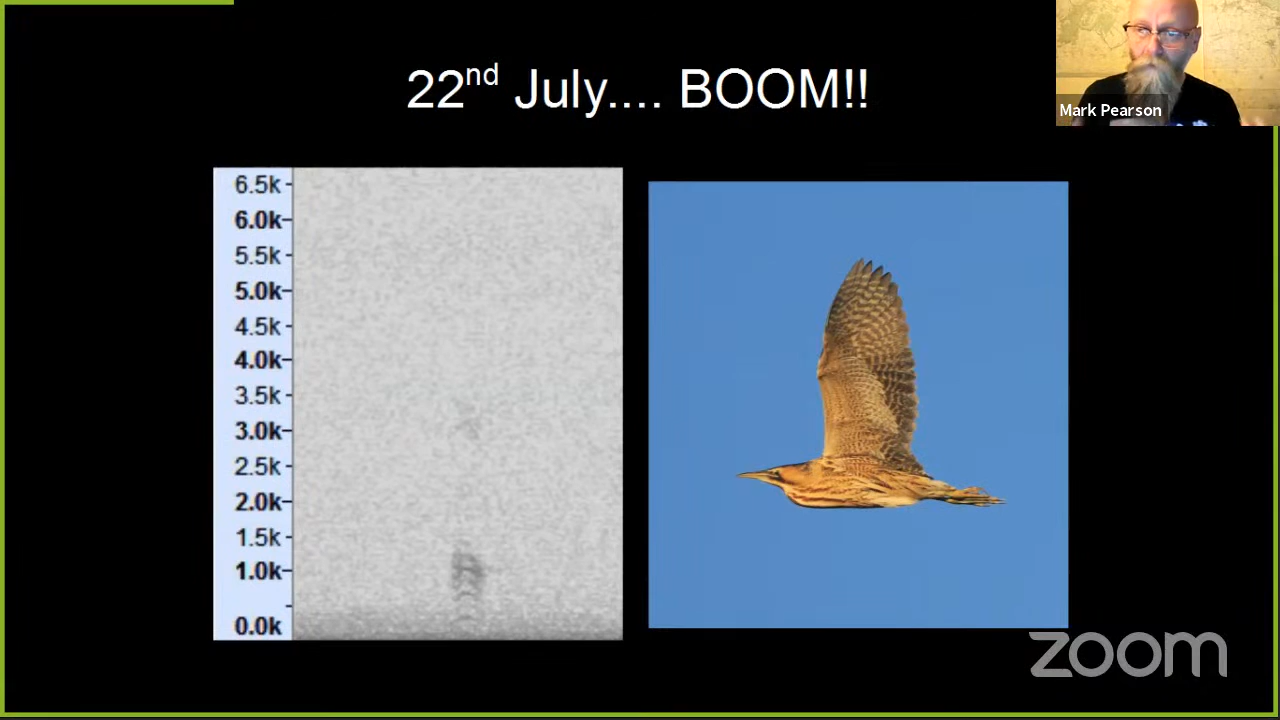 22nd July.... BOOM!!
Mark Pearson
6.5k
6.0k
5.5k
5.0k
4.5k
4.0k
3.5k
3.0k
2.5k
2.0k
1.5k
1.0k
0.0k
zoom